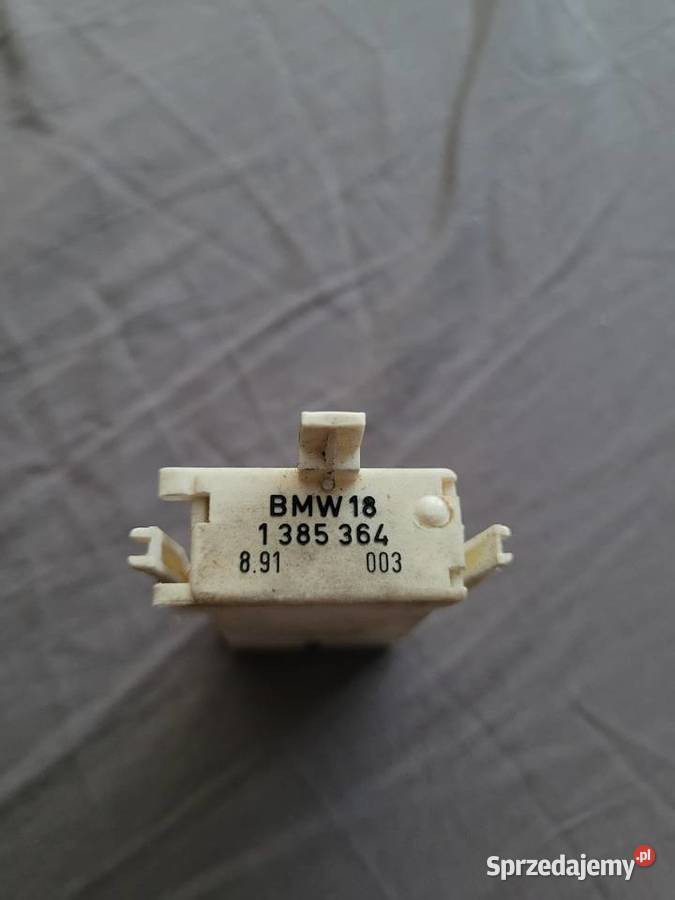 BMW 18
1 385 364
8.91 003
Sprzedajemy.pl